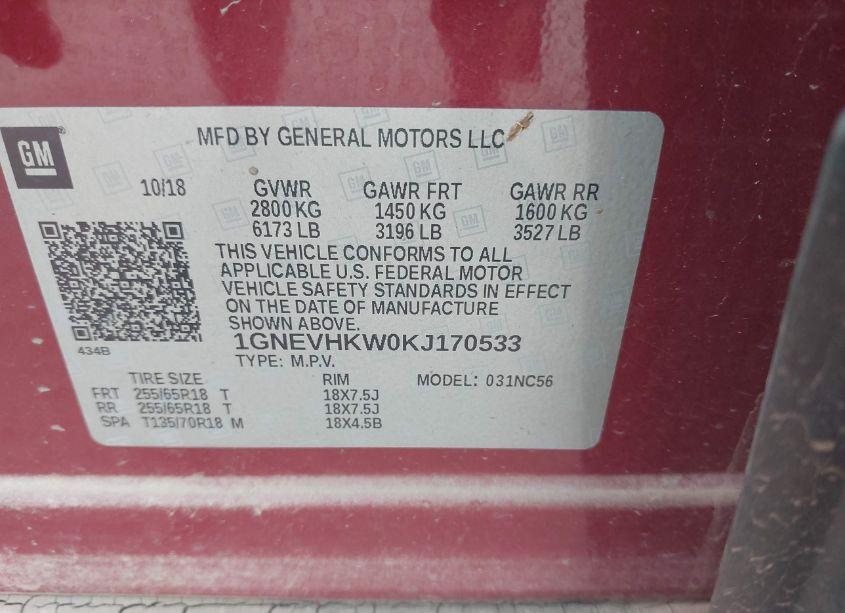 GM
MFD BY GENERAL MOTORS LLC
10/18 GVWR GAWR FRT GAWR RR
2800 KG 1450 KG 1600 KG
6173 LB 3196 LB 3527 LB
THIS VEHICLE CONFORMS TO ALL
APPLICABLE U.S. FEDERAL MOTOR
VEHICLE SAFETY STANDARDS IN EFFECT
ON THE DATE OF MANUFACTURE
SHOWN ABOVE.
434B
1GNEVHKW0KJ170533
TYPE: M.P.V.
TIRE SIZE RIM MODEL: 031NC56
FRT 255/65R18 T 18X7.5J
RR 255/65R18 T 18X7.5J
SPA T135/70R18 M 18X4.5B